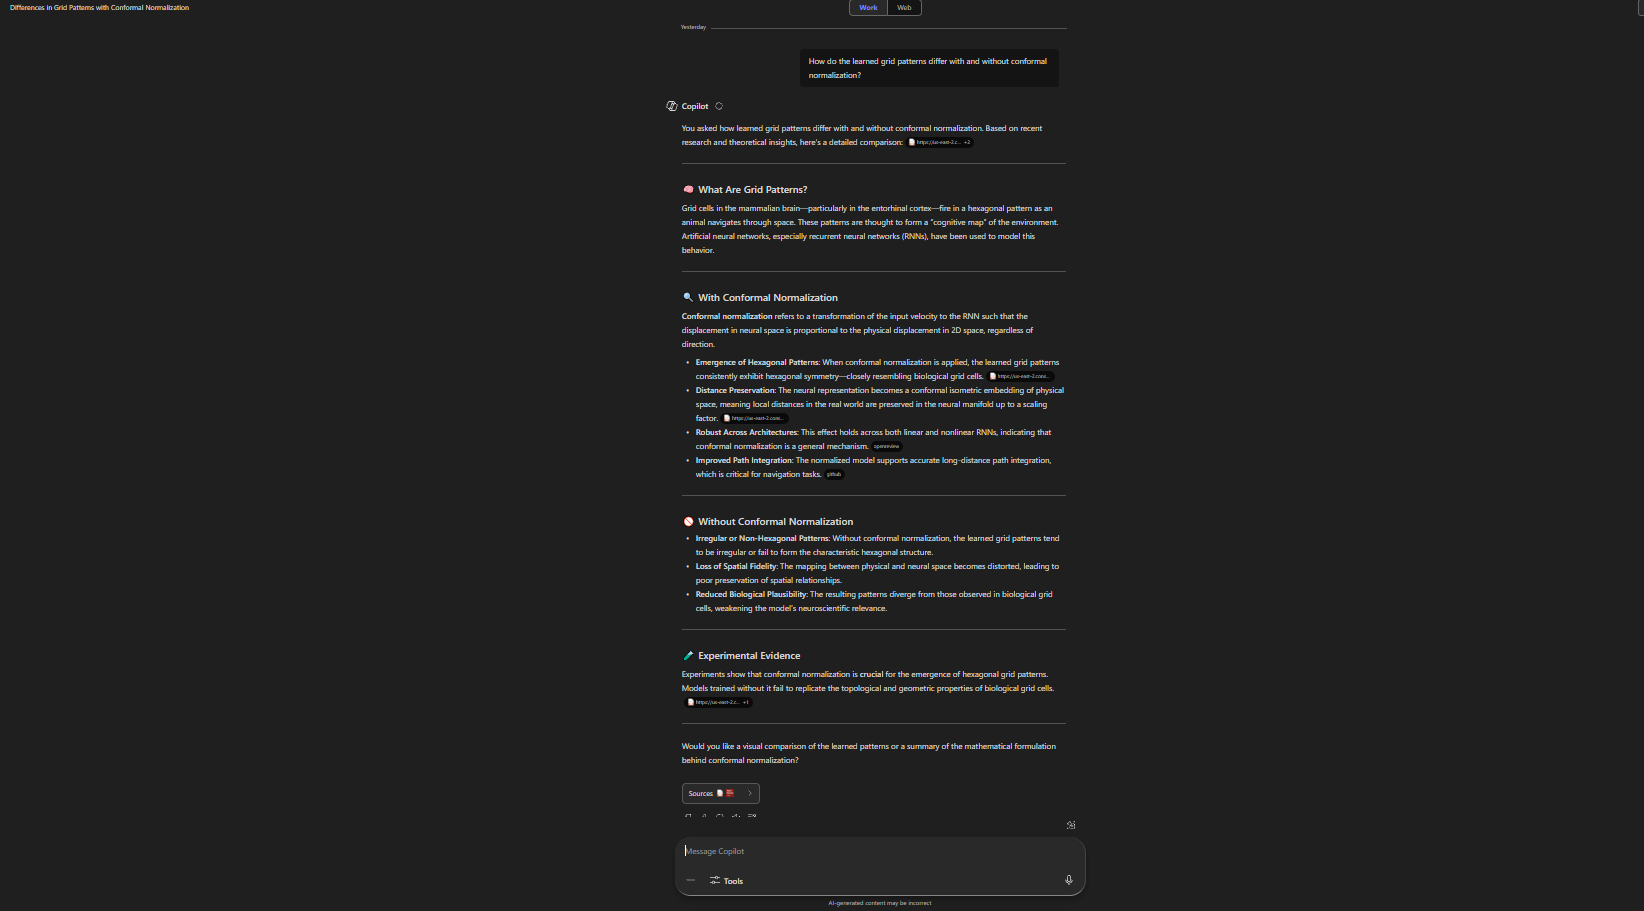 Differences in Grid Patterns with Conformal Normalization
Work Web
Yesterday
How do the learned grid patterns differ with and without conformal
normalization?
Copilot
You asked how learned grid patterns differ with and without conformal normalization. Based on recent
research and theoretical insights, here's a detailed comparison: https://us-east-2.c... +3
🧠 What Are Grid Patterns?
Grid cells in the mammalian brain—particularly in the entorhinal cortex—fire in a hexagonal pattern as an
animal navigates through space. These patterns are thought to form a "cognitive map" of the environment.
Artificial neural networks, especially recurrent neural networks (RNNs), have been used to model this
behavior.
🔍 With Conformal Normalization
Conformal normalization refers to a transformation of the input velocity to the RNN such that the
displacement in neural space is proportional to the physical displacement in 2D space, regardless of
direction.
• Emergence of Hexagonal Patterns: When conformal normalization is applied, the learned grid patterns
consistently exhibit hexagonal symmetry—closely resembling biological grid cells. https://us-east-2.cons...
• Distance Preservation: The neural representation becomes a conformal isometric embedding of physical
space, meaning local distances in the real world are preserved in the neural manifold up to a scaling
factor. https://us-east-2.cons...
• Robust Across Architectures: This effect holds across both linear and nonlinear RNNs, indicating that
conformal normalization is a general mechanism. openreview
• Improved Path Integration: The normalized model supports accurate long-distance path integration,
which is critical for navigation tasks. github
🚫 Without Conformal Normalization
• Irregular or Non-Hexagonal Patterns: Without conformal normalization, the learned grid patterns tend
to be irregular or fail to form the characteristic hexagonal structure.
• Loss of Spatial Fidelity: The mapping between physical and neural space becomes distorted, leading to
poor preservation of spatial relationships.
• Reduced Biological Plausibility: The resulting patterns diverge from those observed in biological grid
cells, weakening the model's neuroscientific relevance.
🧪 Experimental Evidence
Experiments show that conformal normalization is crucial for the emergence of hexagonal grid patterns.
Models trained without it fail to replicate the topological and geometric properties of biological grid cells.
https://us-east-2.c... +1
Would you like a visual comparison of the learned patterns or a summary of the mathematical formulation
behind conformal normalization?
Sources
Message Copilot
Tools
AI-generated content may be incorrect